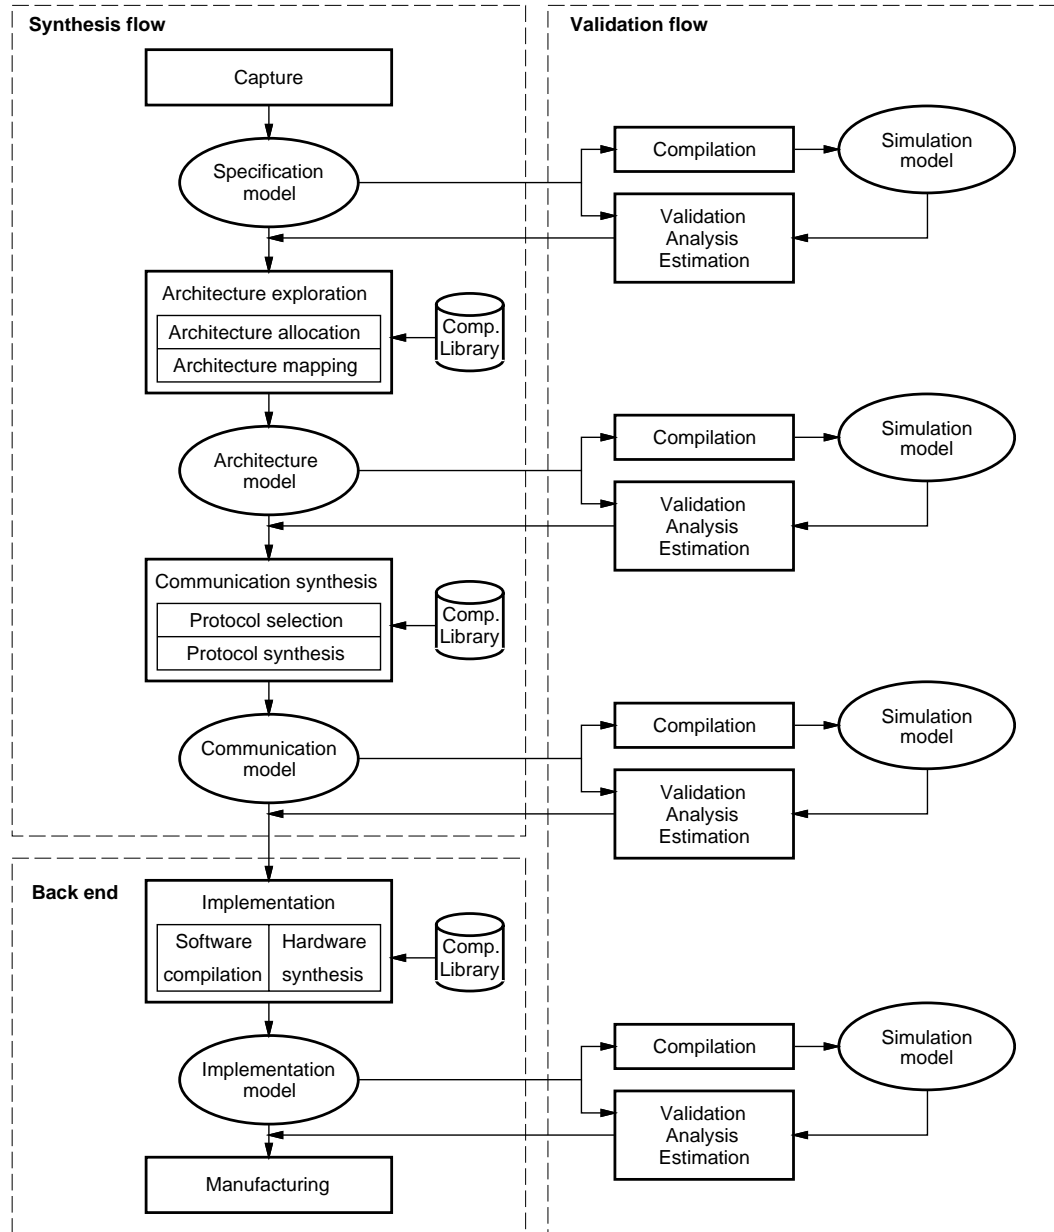 Synthesis flow
Validation flow
Capture
Specification
model
Compilation
Simulation
model
Validation
Analysis
Estimation
Architecture exploration
Architecture allocation
Architecture mapping
Comp.
Library
Architecture
model
Compilation
Simulation
model
Validation
Analysis
Estimation
Communication synthesis
Protocol selection
Protocol synthesis
Comp.
Library
Communication
model
Compilation
Simulation
model
Validation
Analysis
Estimation
Back end
Implementation
Software
compilation
Hardware
synthesis
Comp.
Library
Implementation
model
Compilation
Simulation
model
Validation
Analysis
Estimation
Manufacturing